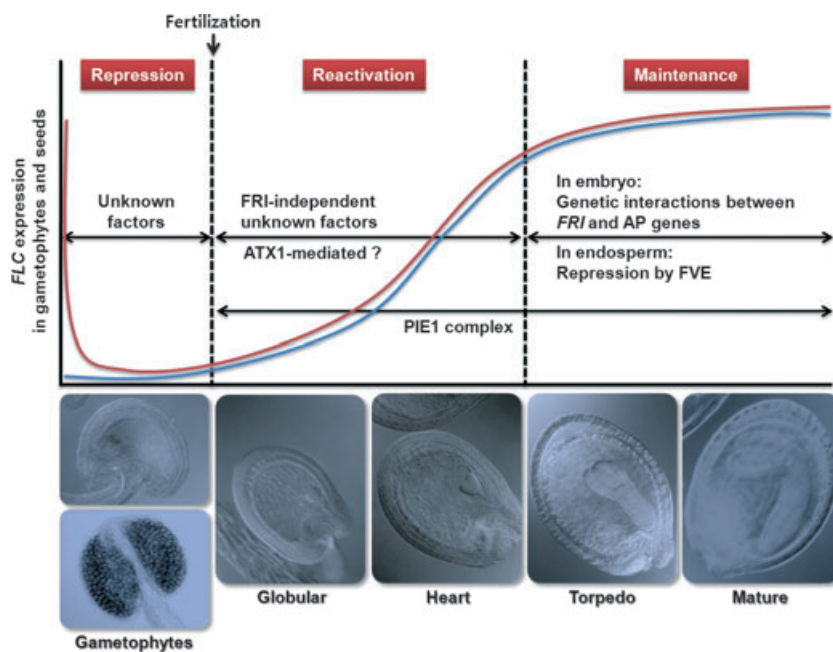 Fertilization
Repression
Reactivation
Maintenance
FLC expression
in gametophytes and seeds
Unknown
factors
FRI-independent
unknown factors
ATX1-mediated ?
In embryo:
Genetic interactions between
FRI and AP genes
In endosperm:
Repression by FVE
PIE1 complex
Gametophytes
Globular
Heart
Torpedo
Mature